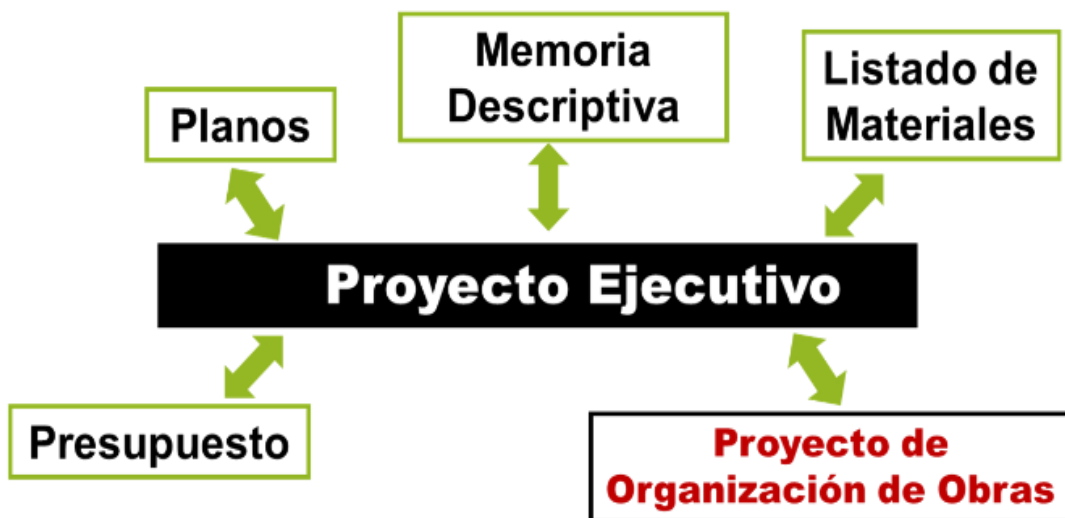 Memoria
Descriptiva
Listado de
Materiales
Planos
Proyecto Ejecutivo
Presupuesto
Proyecto de
Organización de Obras